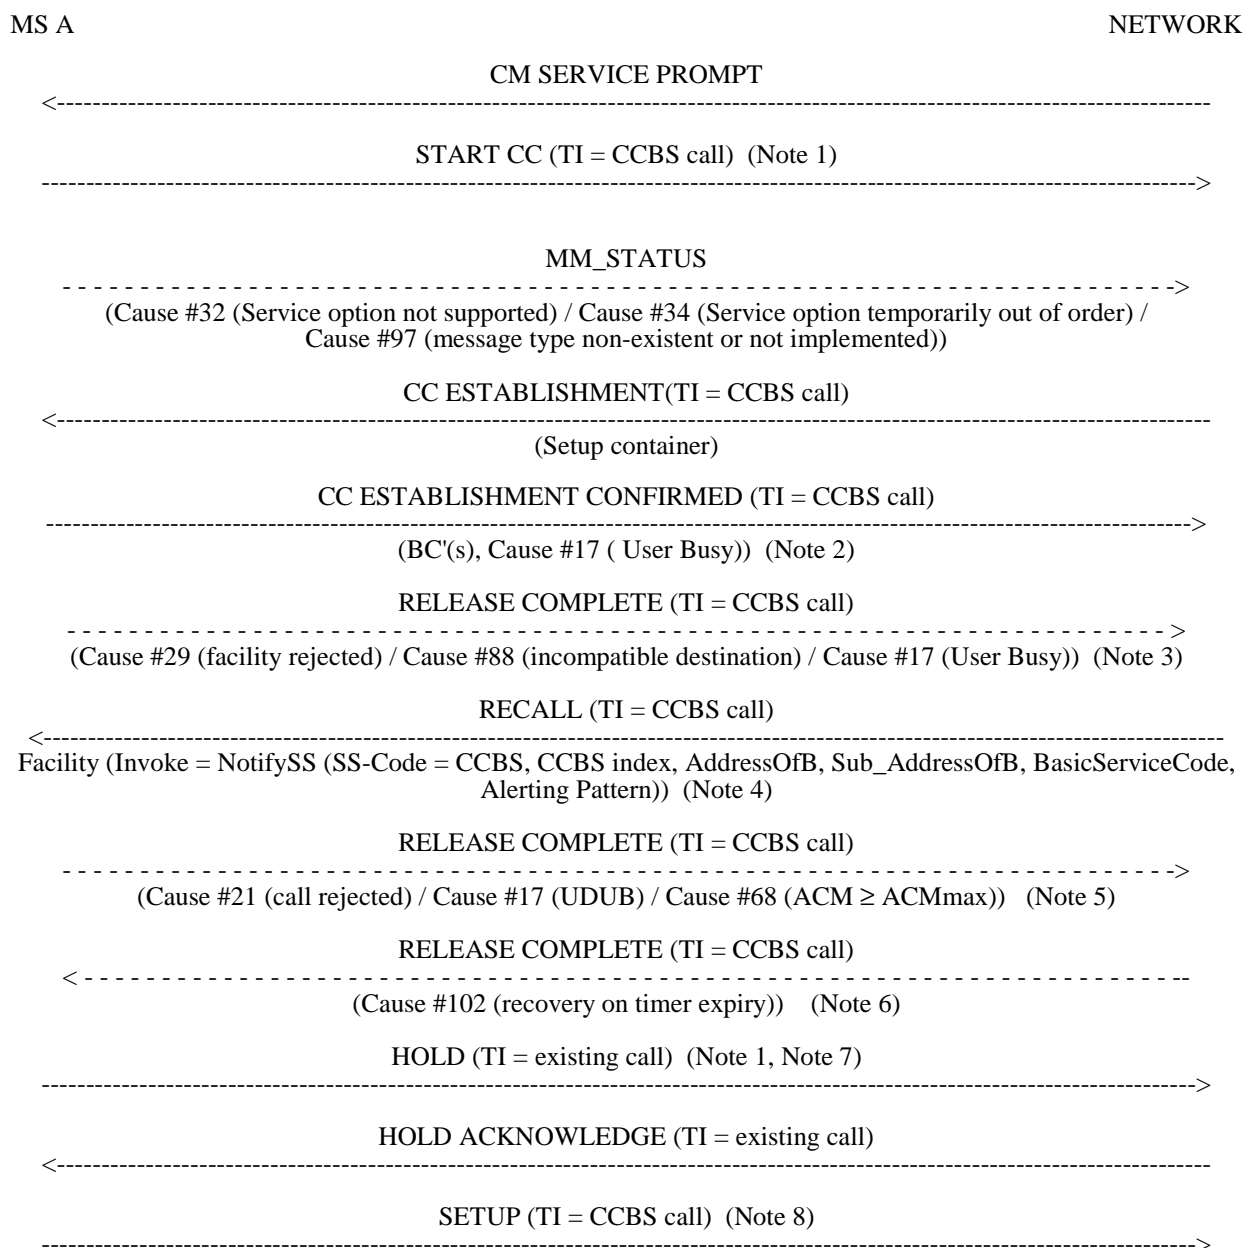 MS A NETWORK
CM SERVICE PROMPT
START CC (TI = CCBS call) (Note 1)
MM_STATUS
(Cause #32 (Service option not supported) / Cause #34 (Service option temporarily out of order) /
Cause #97 (message type non-existent or not implemented))
CC ESTABLISHMENT(TI = CCBS call)
(Setup container)
CC ESTABLISHMENT CONFIRMED (TI = CCBS call)
(BC'(s), Cause #17 ( User Busy)) (Note 2)
RELEASE COMPLETE (TI = CCBS call)
(Cause #29 (facility rejected) / Cause #88 (incompatible destination) / Cause #17 (User Busy)) (Note 3)
RECALL (TI = CCBS call)
Facility (Invoke = NotifySS (SS-Code = CCBS, CCBS index, AddressOfB, Sub_AddressOfB, BasicServiceCode,
Alerting Pattern)) (Note 4)
RELEASE COMPLETE (TI = CCBS call)
(Cause #21 (call rejected) / Cause #17 (UDUB) / Cause #68 (ACM ≥ ACMmax)) (Note 5)
RELEASE COMPLETE (TI = CCBS call)
(Cause #102 (recovery on timer expiry)) (Note 6)
HOLD (TI = existing call) (Note 1, Note 7)
HOLD ACKNOWLEDGE (TI = existing call)
SETUP (TI = CCBS call) (Note 8)